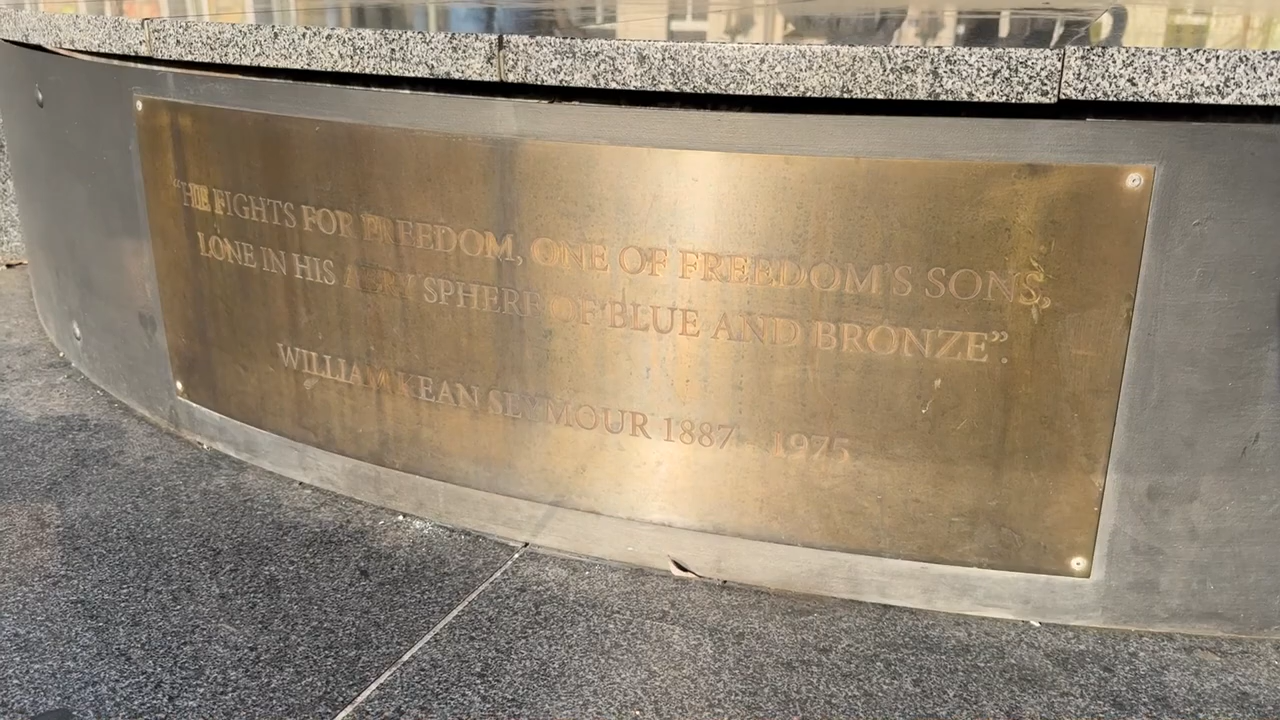 “HE FIGHTS FOR FREEDOM, ONE OF FREEDOM'S SONS,
LONE IN HIS AERY SPHERE OF BLUE AND BRONZE”.
WILLIAM KEAN SEYMOUR 1887 - 1975